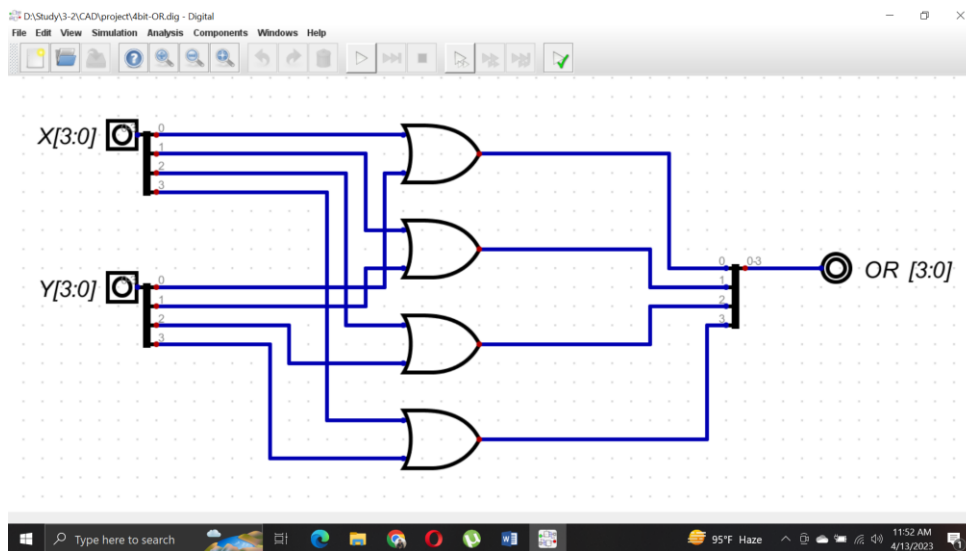 D:\Study\3-2\CAD\project\4bit-OR.dig - Digital
File Edit View Simulation Analysis Components Windows Help
X[3:0]
0
1
2
3
Y[3:0]
0
1
2
3
0
1
2
3
0-3
OR [3:0]
Type here to search
95°F Haze
11:52 AM
4/13/2023